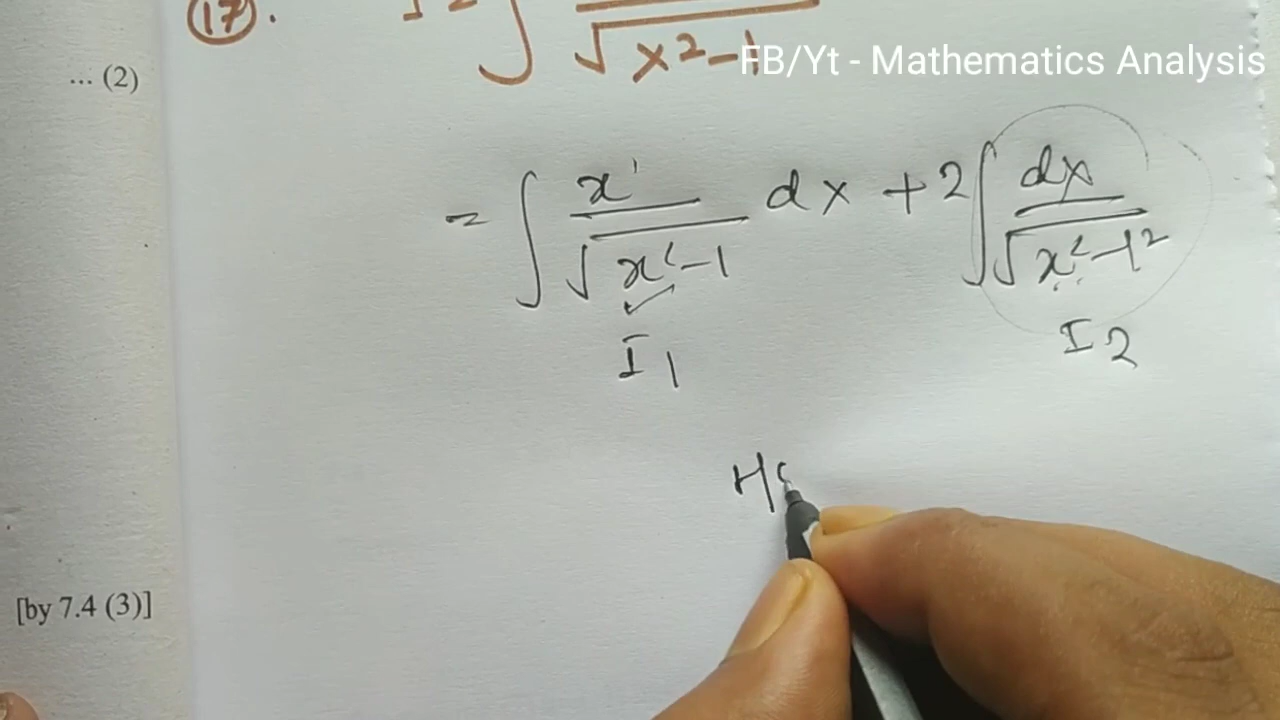 (17). I = ∫ ___ / √x²-1
FB/Yt - Mathematics Analysis
... (2)
= ∫ x / √x²-1 dx + 2 ∫ dx / √x²-1²
I1 I2
[by 7.4 (3)]